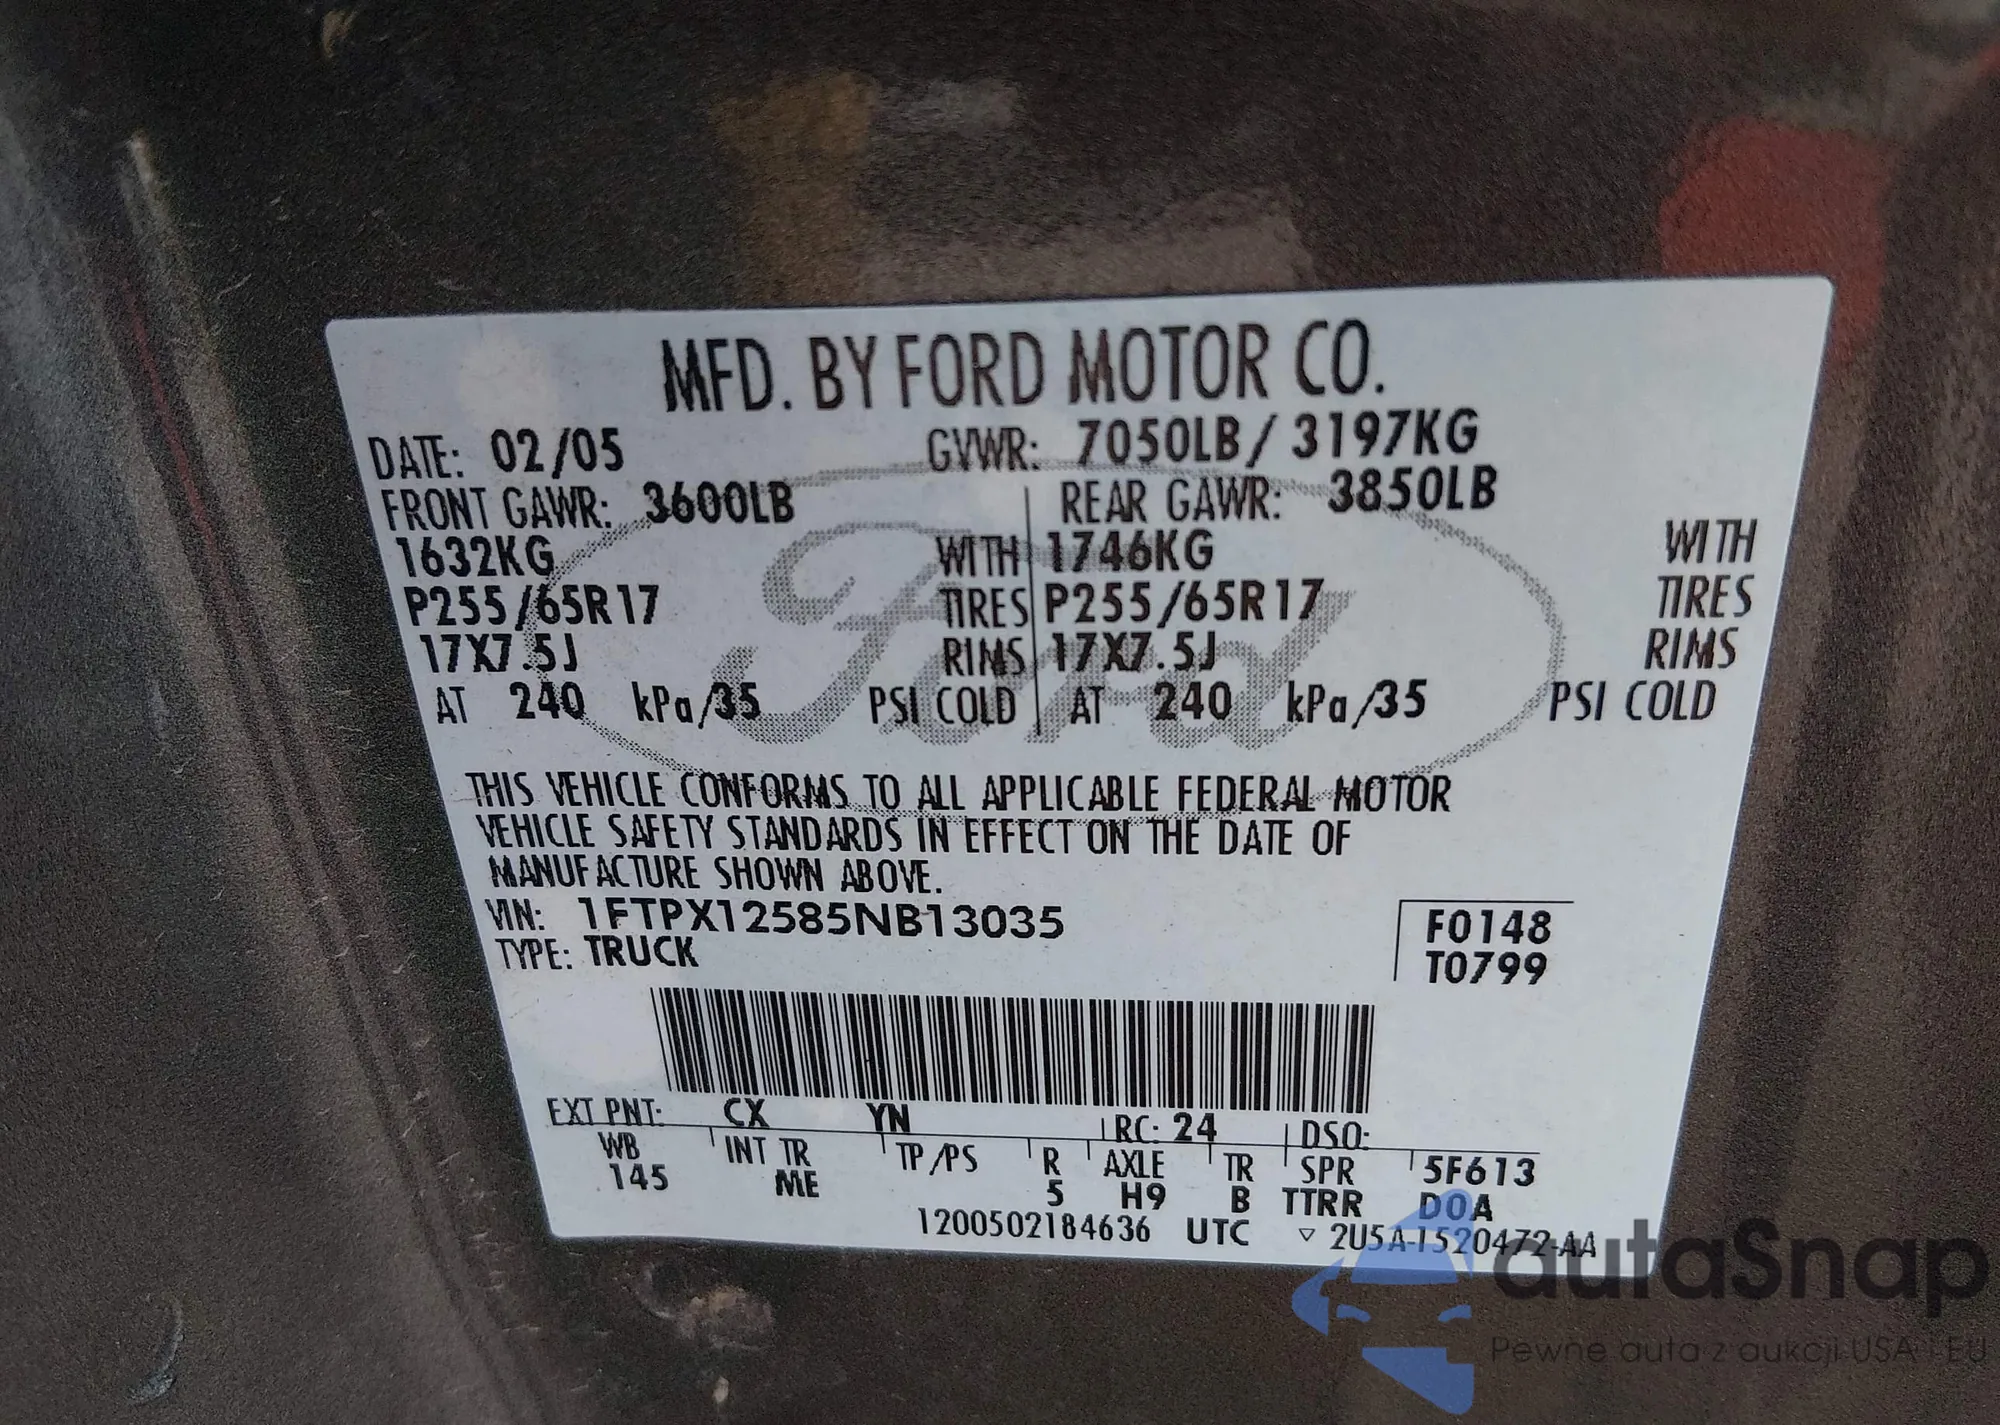 MFD. BY FORD MOTOR CO.
DATE: 02/05 GVWR: 7050LB/ 3197KG
FRONT GAWR: 3600LB REAR GAWR: 3850LB
1632KG WITH 1746KG WITH
P255/65R17 TIRES P255/65R17 TIRES
17X7.5J RIMS 17X7.5J RIMS
AT 240 kPa/35 PSI COLD AT 240 kPa/35 PSI COLD
Ford
THIS VEHICLE CONFORMS TO ALL APPLICABLE FEDERAL MOTOR
VEHICLE SAFETY STANDARDS IN EFFECT ON THE DATE OF
MANUFACTURE SHOWN ABOVE.
VIN: 1FTPX12585NB13035 F0148
TYPE: TRUCK T0799
EXT PNT: CX YN RC: 24 DSO:
WB INT TR TP/PS R AXLE TR SPR 5F613
145 ME 5 H9 B TTRR DOA
1200502184636 UTC ▽ 2U5A-1520472-AA
autaSnap
Pewne auta z aukcji USA i EU